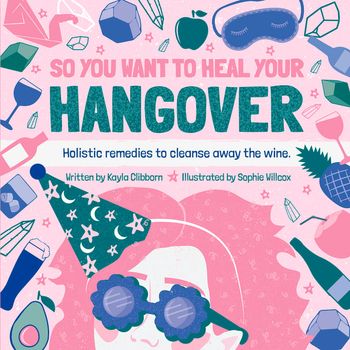 SO YOU WANT TO HEAL YOUR
HANGOVER
Holistic remedies to cleanse away the wine.
Written by Kayla Clibborn ★ Illustrated by Sophie Willcox